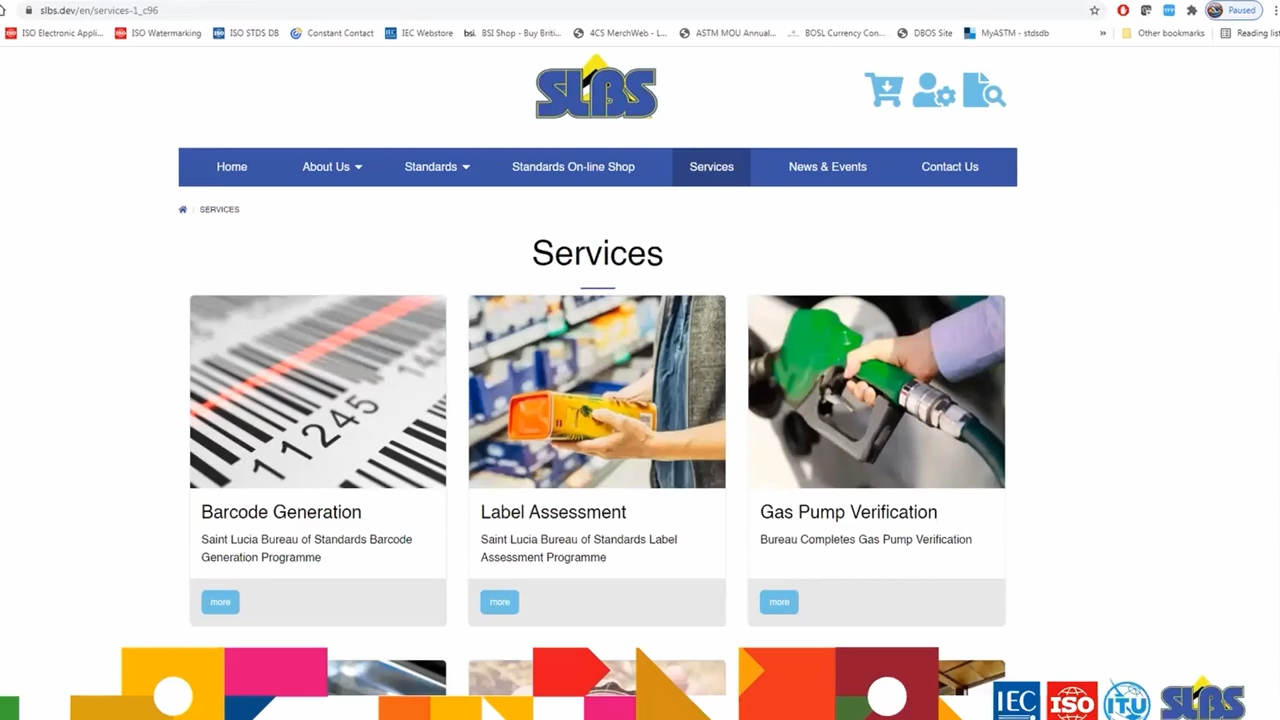 slbs.dev/en/services-1_c96
Paused
ISO Electronic Appli...
ISO Watermarking
ISO STDS DB
Constant Contact
IEC Webstore
bsi. BSI Shop - Buy Briti...
4CS MerchWeb - L...
ASTM MOU Annual...
BOSL Currency Con...
DBOS Site
MyASTM - stdsdb
»
Other bookmarks
Reading list
SLBS
Home
About Us
Standards
Standards On-line Shop
Services
News & Events
Contact Us
/ SERVICES
Services
11245
Barcode Generation
Saint Lucia Bureau of Standards Barcode
Generation Programme
more
Label Assessment
Saint Lucia Bureau of Standards Label
Assessment Programme
more
Gas Pump Verification
Bureau Completes Gas Pump Verification
more
IEC
ISO
ITU
SLBS